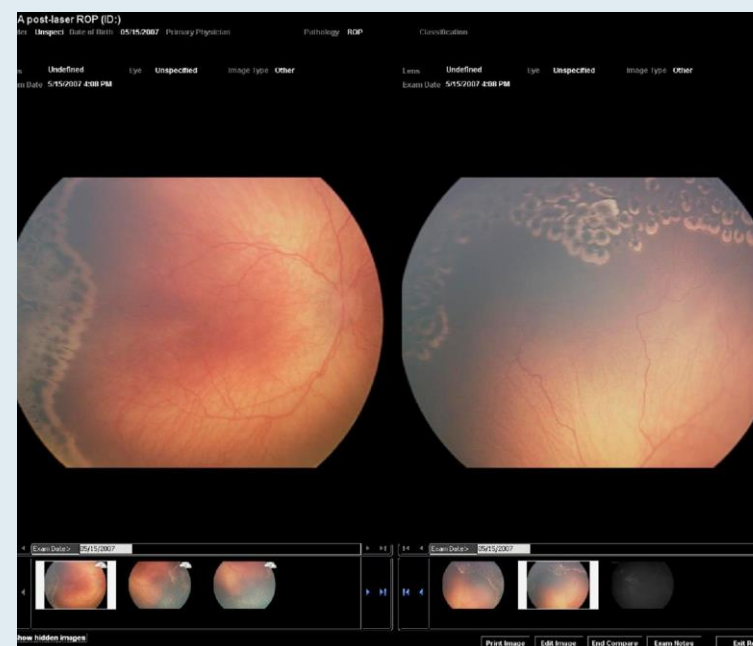 A post-laser ROP (ID:)
Unspeci Date of Birth 05/15/2007 Primary Physician Pathology ROP Classification
Undefined Eye Unspecified Image Type Other
Exam Date 5/15/2007 4:08 PM
Lens Undefined Eye Unspecified Image Type Other
Exam Date 5/15/2007 4:08 PM
Exam Date> 05/15/2007
Exam Date> 05/15/2007
how hidden images
Print Image Edit Image End Compare Exam Notes Exit Re